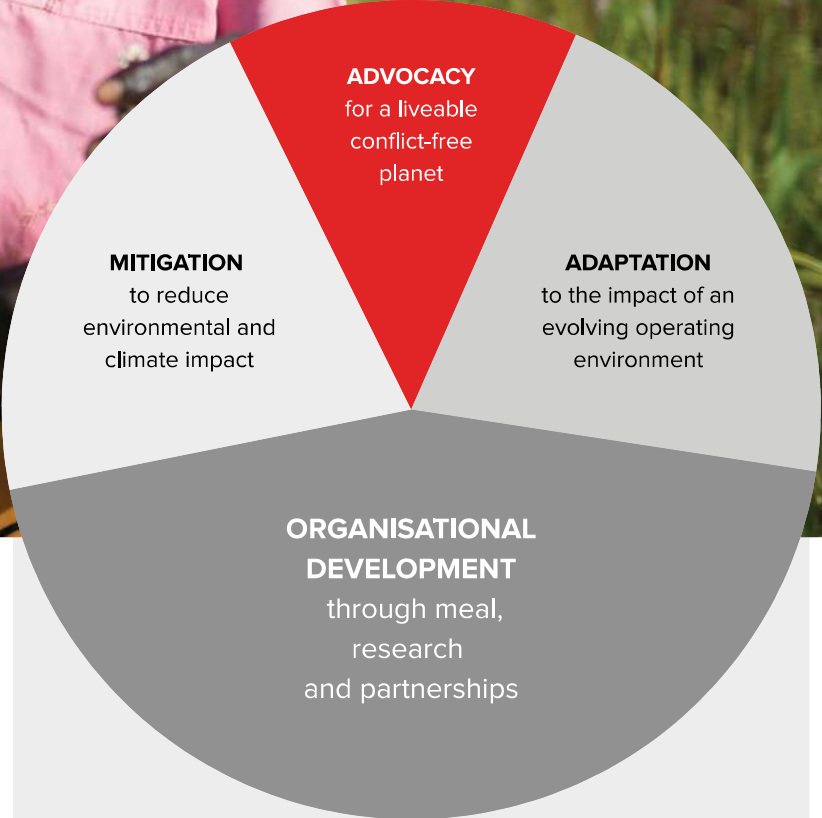 ADVOCACY
for a liveable
conflict-free
planet
MITIGATION
to reduce
environmental and
climate impact
ADAPTATION
to the impact of an
evolving operating
environment
ORGANISATIONAL
DEVELOPMENT
through meal,
research
and partnerships